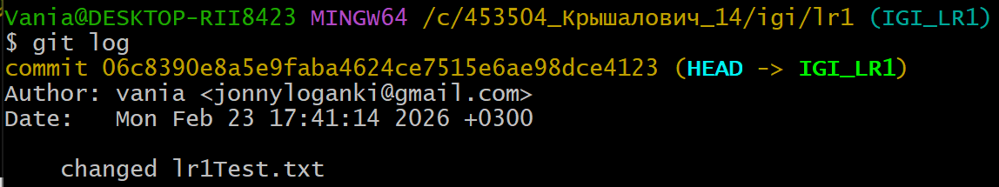 Vania@DESKTOP-RII8423 MINGW64 /c/453504_Крышалович_14/igi/lr1 (IGI_LR1)
$ git log
commit 06c8390e8a5e9faba4624ce7515e6ae98dce4123 (HEAD -> IGI_LR1)
Author: vania <jonnyloganki@gmail.com>
Date:   Mon Feb 23 17:41:14 2026 +0300
    changed lr1Test.txt